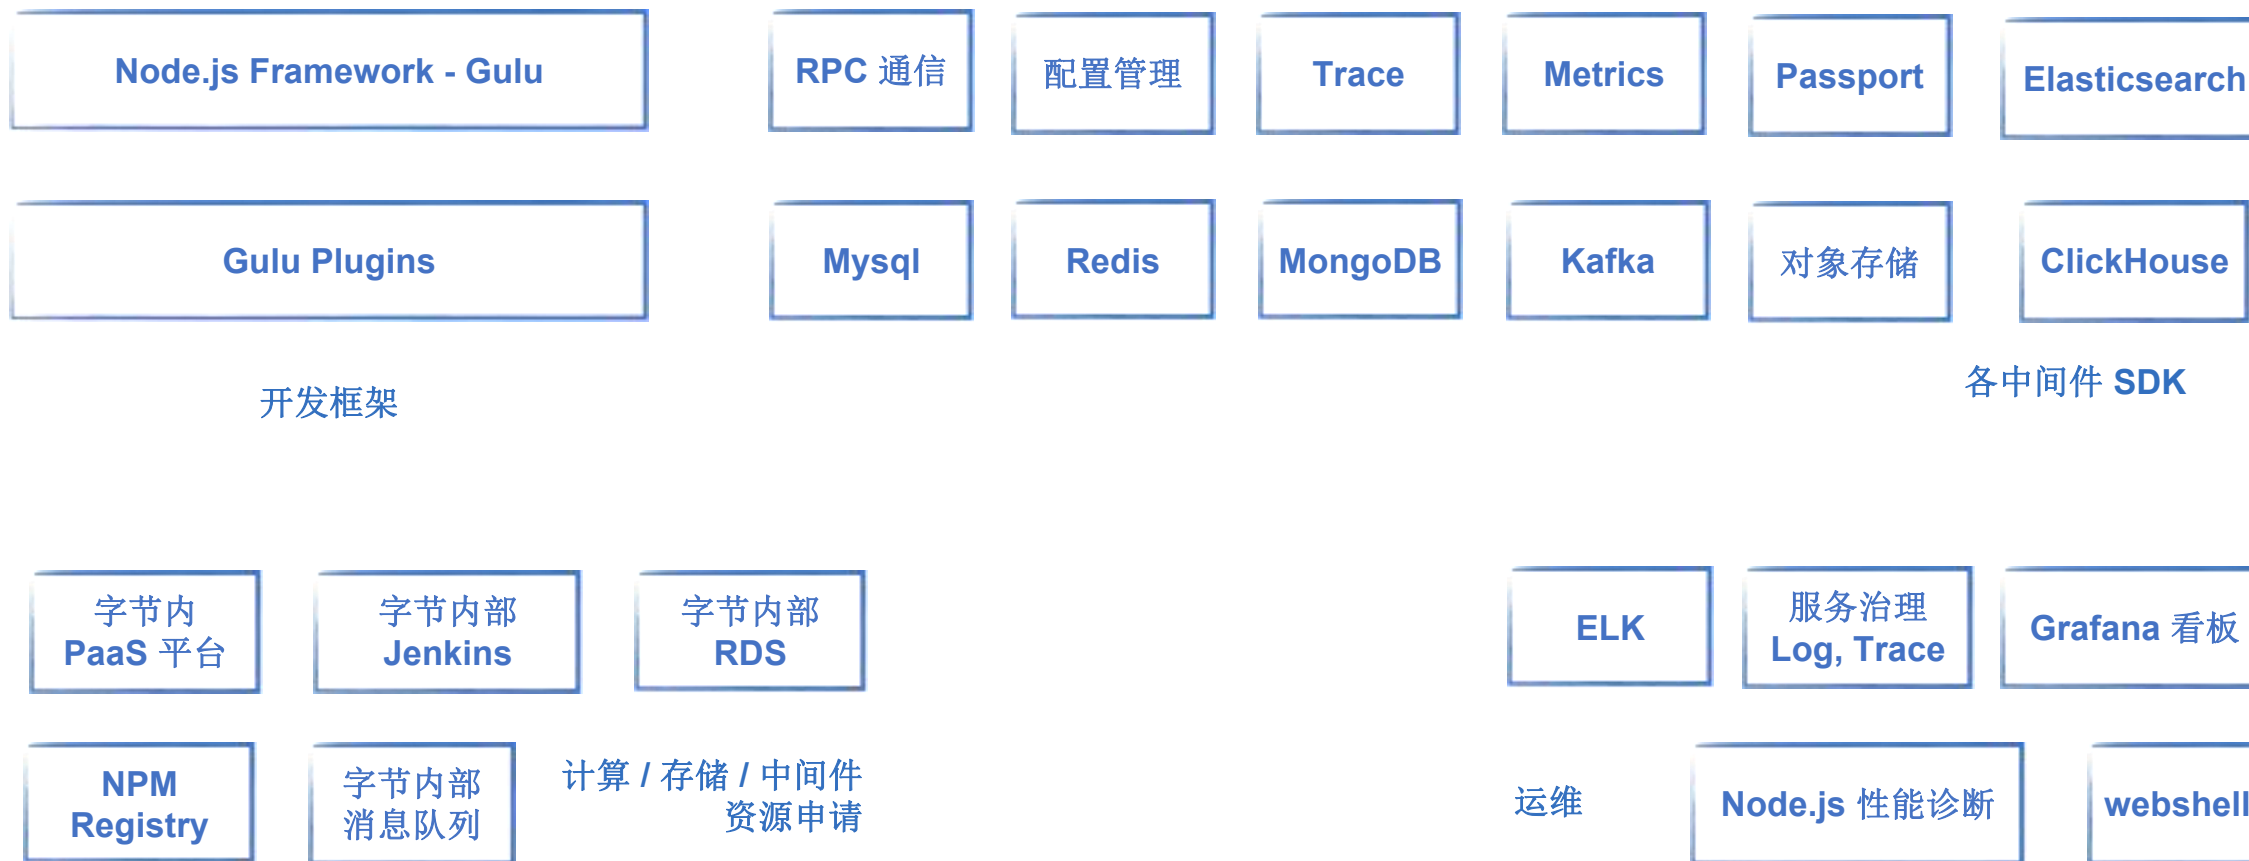 Node.js Framework - Gulu
RPC 通信
配置管理
Trace
Metrics
Passport
Elasticsearch
Gulu Plugins
Mysql
Redis
MongoDB
Kafka
对象存储
ClickHouse
开发框架
各中间件 SDK
字节内
PaaS 平台
字节内部
Jenkins
字节内部
RDS
ELK
服务治理
Log, Trace
Grafana 看板
NPM
Registry
字节内部
消息队列
计算 / 存储 / 中间件
资源申请
运维
Node.js 性能诊断
webshell